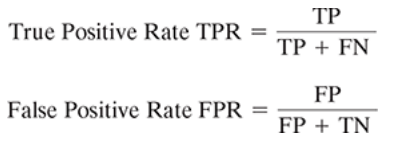 True Positive Rate TPR = TP / TP + FN
False Positive Rate FPR = FP / FP + TN